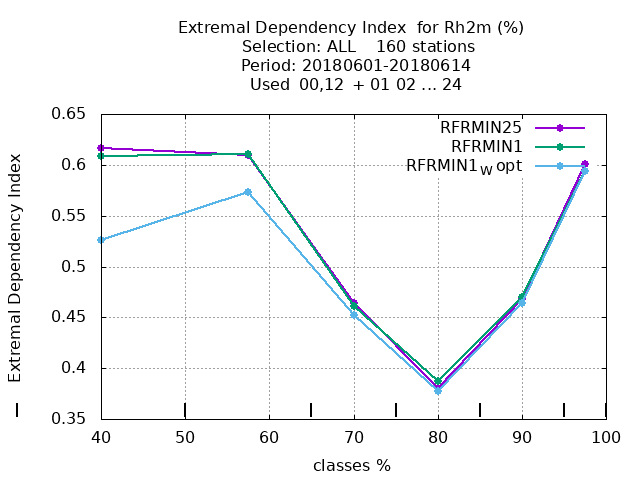 Extremal Dependency Index for Rh2m (%)
Selection: ALL 160 stations
Period: 20180601-20180614
Used 00,12 + 01 02 ... 24
RFRMIN25
RFRMIN1
RFRMIN1W opt
Extremal Dependency Index
0.65
0.6
0.55
0.5
0.45
0.4
0.35
40 50 60 70 80 90 100
classes %